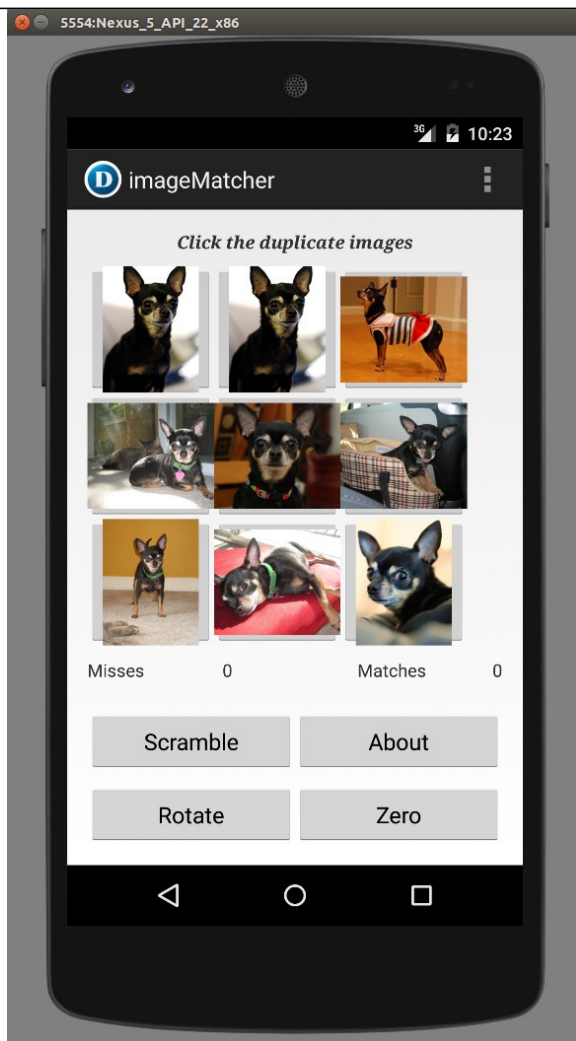 5554:Nexus_5_API_22_x86
3G 10:23
D imageMatcher
Click the duplicate images
Misses 0 Matches 0
Scramble About
Rotate Zero